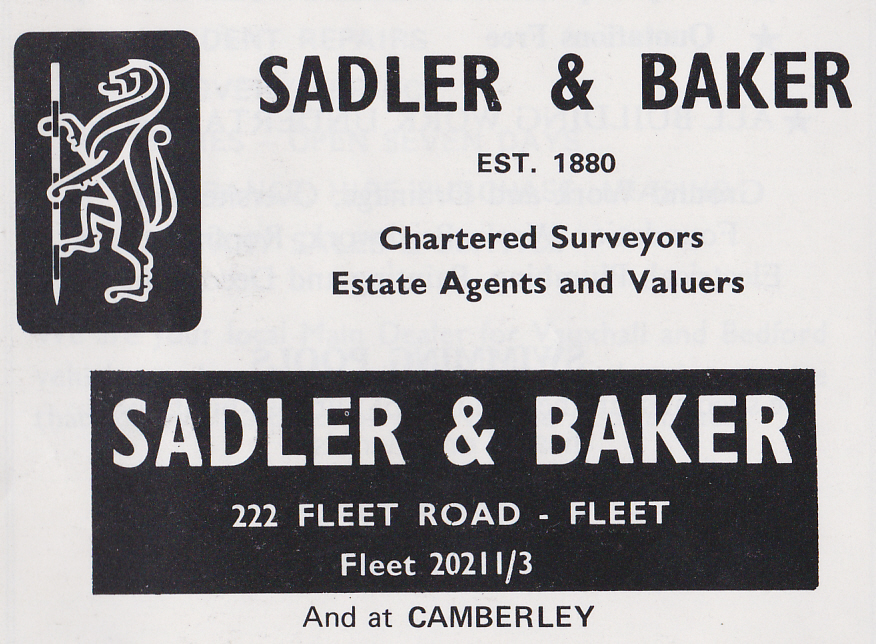 SADLER & BAKER
EST. 1880
Chartered Surveyors
Estate Agents and Valuers
SADLER & BAKER
222 FLEET ROAD - FLEET
Fleet 20211/3
And at CAMBERLEY